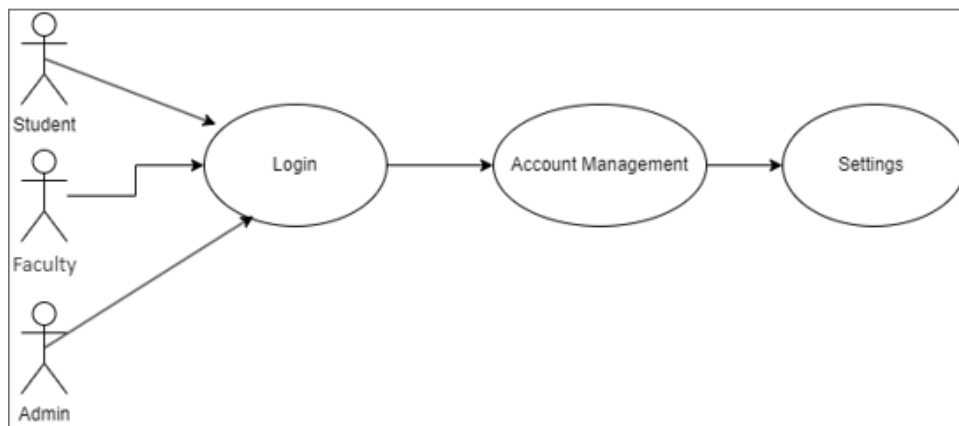 Student
Login
Account Management
Settings
Faculty
Admin